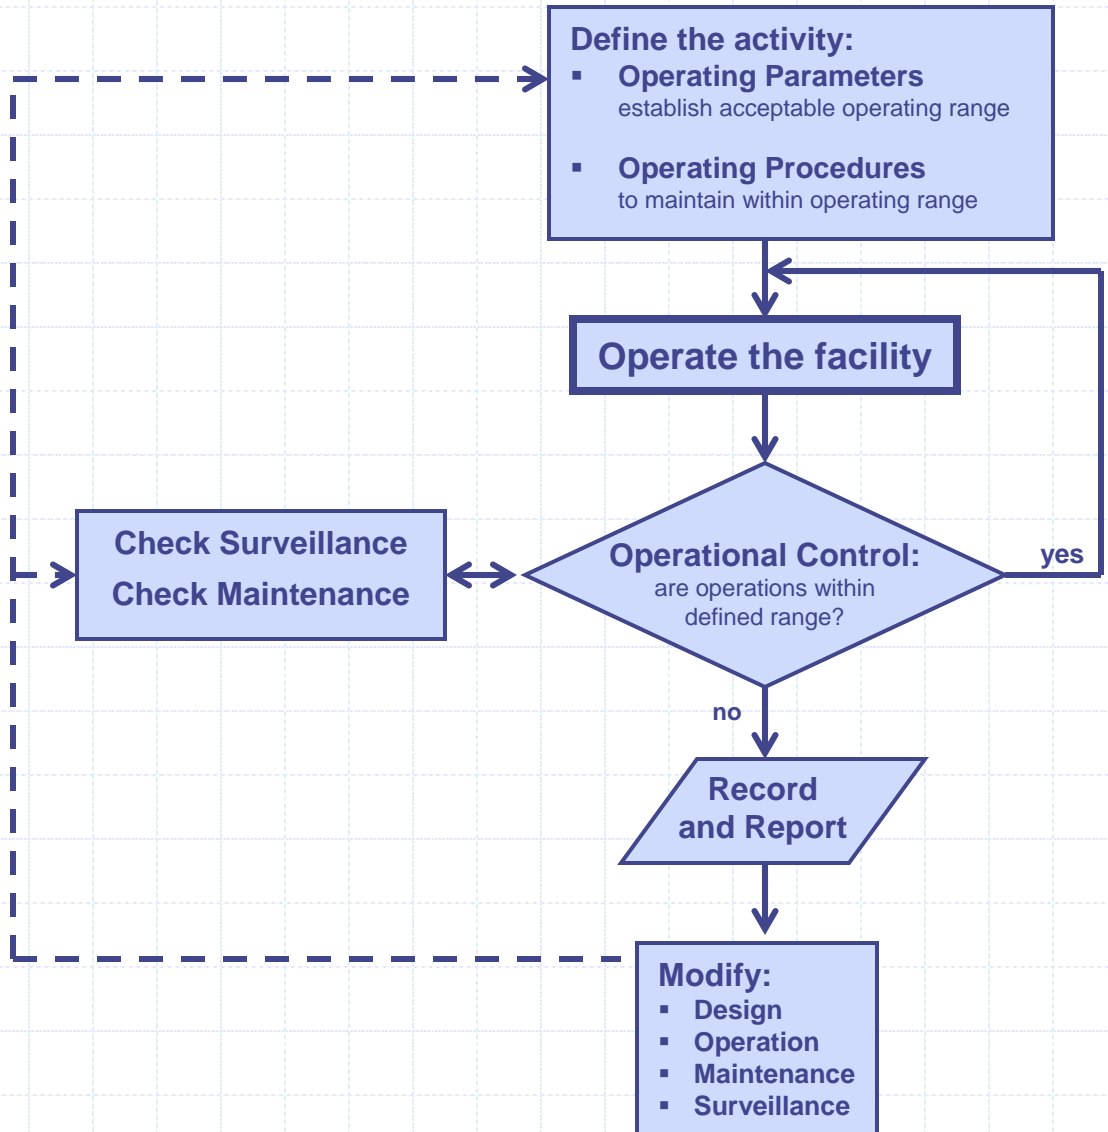 Define the activity:
▪ Operating Parameters
establish acceptable operating range
▪ Operating Procedures
to maintain within operating range
Operate the facility
Check Surveillance
Check Maintenance
Operational Control:
are operations within
defined range?
yes
no
Record
and Report
Modify:
▪ Design
▪ Operation
▪ Maintenance
▪ Surveillance